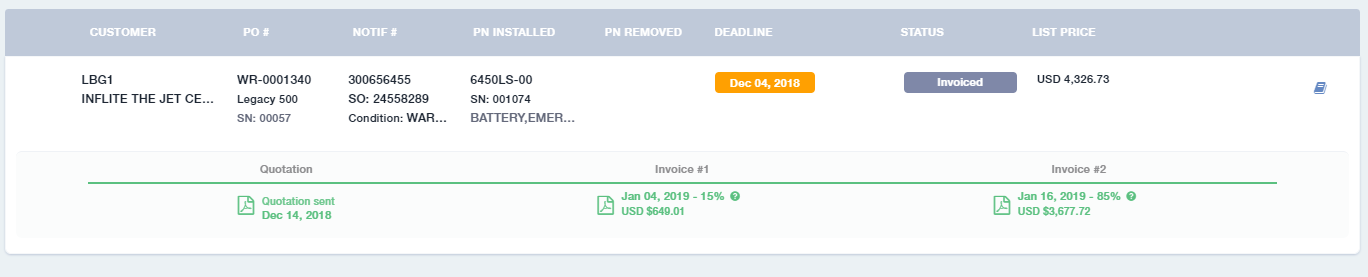 CUSTOMER PO # NOTIF # PN INSTALLED PN REMOVED DEADLINE STATUS LIST PRICE
LBG1 WR-0001340 300656455 6450LS-00 Dec 04, 2018 Invoiced USD 4,326.73
INFLITE THE JET CE... Legacy 500 SO: 24558289 SN: 001074
SN: 00057 Condition: WAR... BATTERY,EMER...
Quotation Invoice #1 Invoice #2
Quotation sent Jan 04, 2019 - 15% Jan 16, 2019 - 85%
Dec 14, 2018 USD $649.01 USD $3,677.72